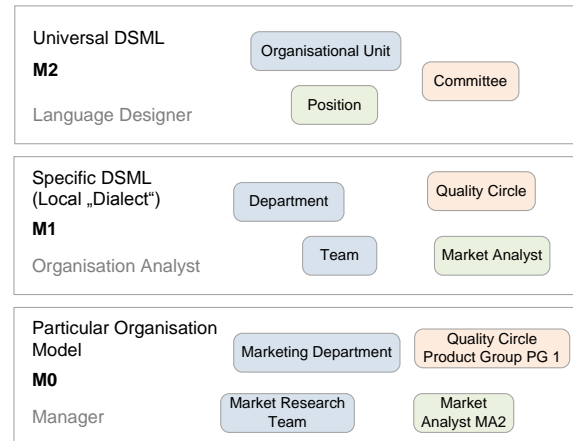 Universal DSML
M2
Language Designer
Organisational Unit
Committee
Position
Specific DSML
(Local „Dialect“)
M1
Organisation Analyst
Department
Quality Circle
Team
Market Analyst
Particular Organisation
Model
M0
Manager
Marketing Department
Quality Circle
Product Group PG 1
Market Research
Team
Market
Analyst MA2